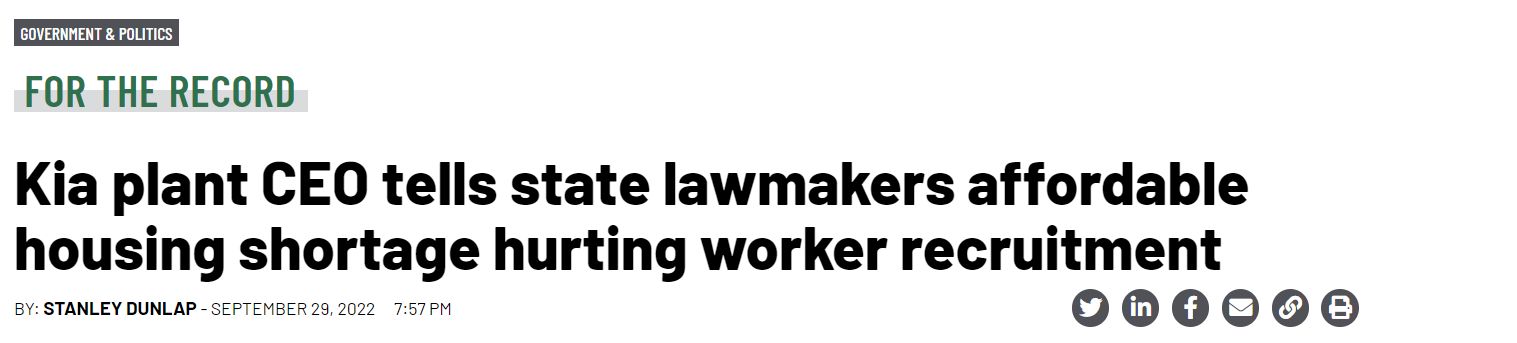 GOVERNMENT & POLITICS
FOR THE RECORD
Kia plant CEO tells state lawmakers affordable
housing shortage hurting worker recruitment
BY: STANLEY DUNLAP - SEPTEMBER 29, 2022 7:57 PM